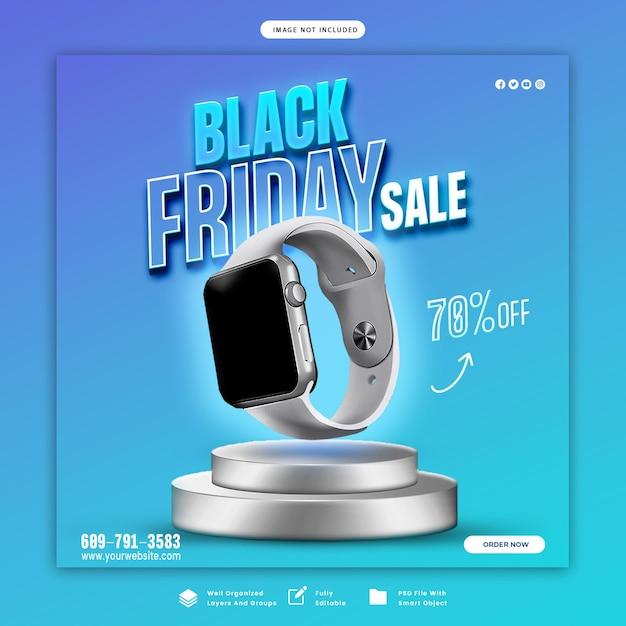 IMAGE NOT INCLUDED
BLACK
FRIDAY
SALE
70% OFF
609-791-3583
www.yourwebsite.com
ORDER NOW
Well Organized
Layers And Groups
Fully
Editable
PSD File With
Smart Object